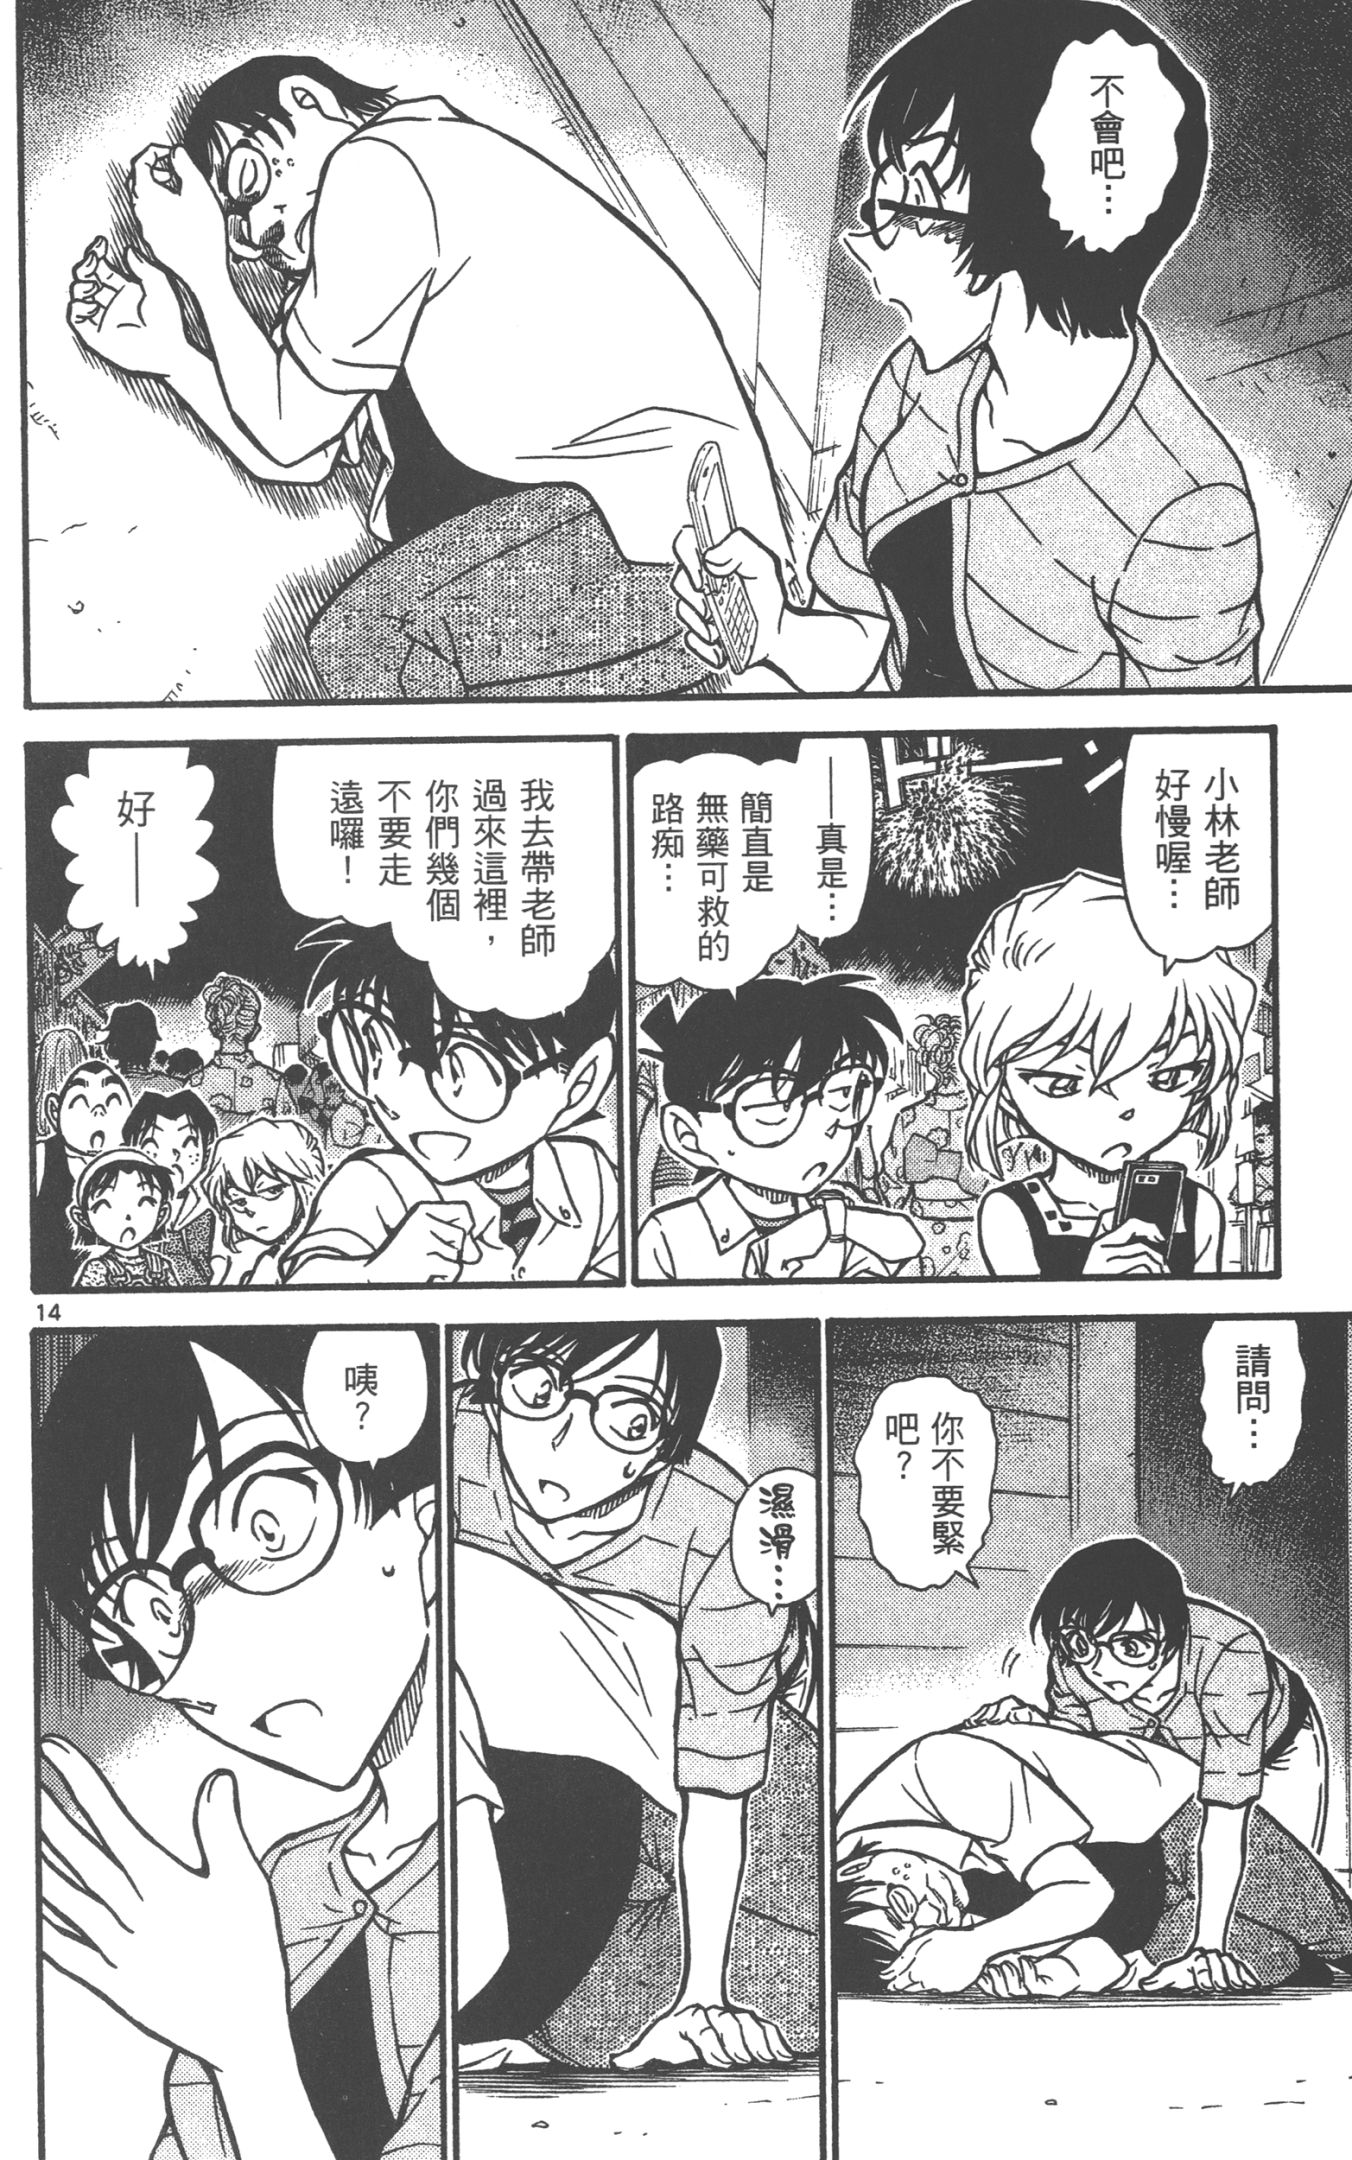 不會吧…
小林老師
好慢喔…
——真是…
簡直是
無藥可救的
路痴…
我去帶老師
過來這裡，
你們幾個
不要走
遠囉！
好——
14
請問…
你不要緊
吧？
濕滑…
咦？